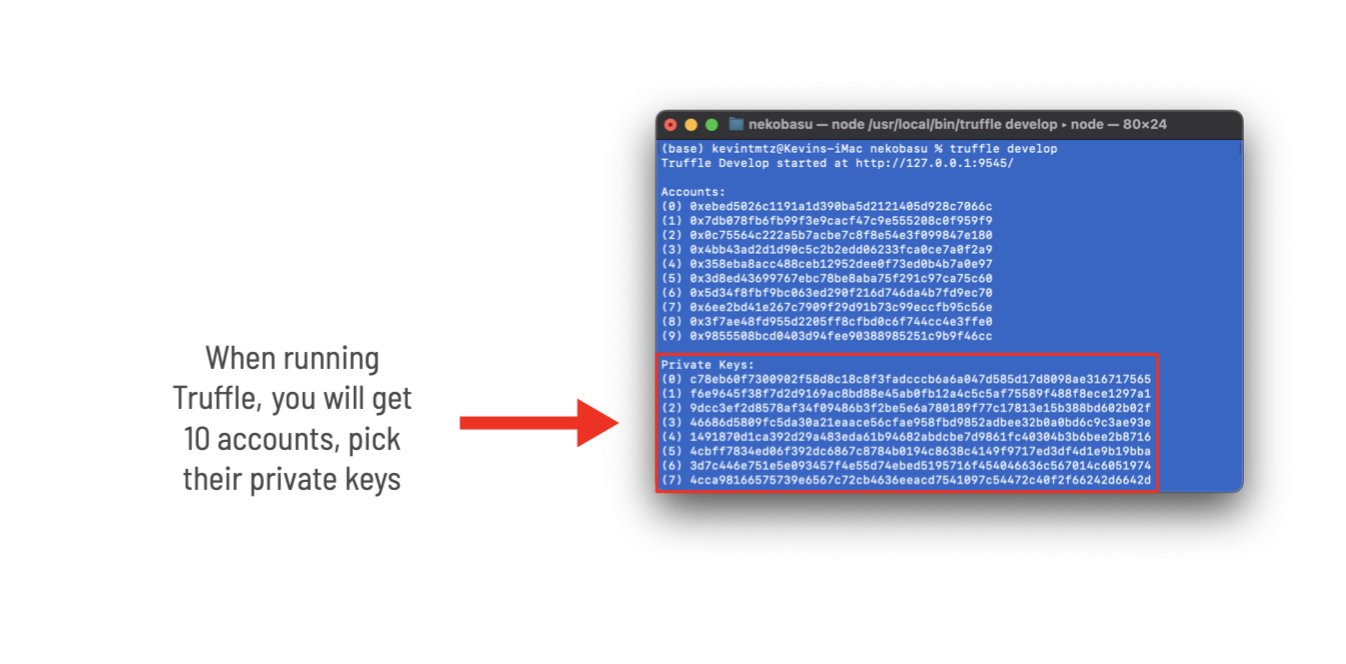 When running
Truffle, you will get
10 accounts, pick
their private keys
nekobasu — node /usr/local/bin/truffle develop ▸ node — 80×24
(base) kevintmtz@Kevins-iMac nekobasu % truffle develop
Truffle Develop started at http://127.0.0.1:9545/
Accounts:
(0) 0xebed5026c1191a1d390ba5d2121405d928c7066c
(1) 0x7db078fb6fb99f3e9cacf47c9e555208c0f959f9
(2) 0x0c75564c222a5b7acbe7c8f8e54e3f099847e180
(3) 0x4bb43ad2d1d90c5c2b2edd06233fca0ce7a0f2a9
(4) 0x358eba8acc488ceb12952dee0f73ed0b4b7a0e97
(5) 0x3d8ed43699767ebc78be8aba75f291c97ca75c60
(6) 0x5d34f8fbf9bc063ed290f216d746da4b7fd9ec70
(7) 0x6ee2bd41e267c7909f29d91b73c99eccfb95c56e
(8) 0x3f7ae48fd955d2205ff8cfbd0c6f744cc4e3ffe0
(9) 0x9855508bcd0403d94fee90388985251c9b9f46cc
Private Keys:
(0) c78eb60f7300902f58d8c18c8f3fadcccb6a6a047d585d17d8098ae316717565
(1) f6e9645f38f7d2d9169ac8bd88e45ab0fb12a4c5c5af75589f488f8ece1297a1
(2) 9dcc3ef2d8578af34f09486b3f2be5e6a780189f77c17813e15b388bd602b02f
(3) 46686d5809fc5da30a21eaace56cfae958fbd9852adbee32b0a0bd6c9c3ae93e
(4) 1491870d1ca392d29a483eda61b94682abdcbe7d9861fc40304b3b6bee2b8716
(5) 4cbff7834ed06f392dc6867c8784b0194c8638c4149f9717ed3df4d1e9b19bba
(6) 3d7c446e751e5e093457f4e55d74ebed5195716f454046636c567014c6051974
(7) 4cca98166575739e6567c72cb4636eeacd7541097c54472c40f2f66242d6642d